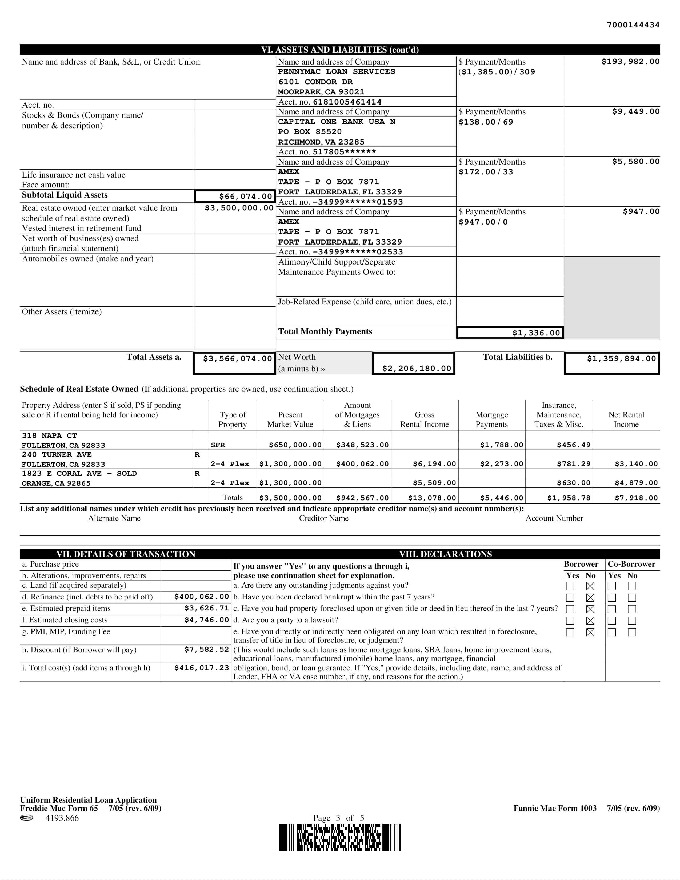 7000144434
VI. ASSETS AND LIABILITIES (cont'd)
Name and address of Bank, S&L, or Credit Union
Acct. no.
Stocks & Bonds (Company name/
number & description)
Life insurance net cash value
Face amount:
Subtotal Liquid Assets $66,074.00
Real estate owned (enter market value from $3,500,000.00
schedule of real estate owned)
Vested interest in retirement fund
Net worth of business(es) owned
(attach financial statement)
Automobiles owned (make and year)
Other Assets (itemize)
Name and address of Company $ Payment/Months $193,982.00
PENNYMAC LOAN SERVICES ($1,385.00)/309
6101 CONDOR DR
MOORPARK, CA 93021
Acct. no. 6181005461414
Name and address of Company $ Payment/Months $9,449.00
CAPITAL ONE BANK USA N $138.00/69
PO BOX 85520
RICHMOND, VA 23285
Acct. no. 517805******
Name and address of Company $ Payment/Months $5,580.00
AMEX $172.00/33
TAPE - P O BOX 7871
FORT LAUDERDALE, FL 33329
Acct. no. -34999******01593
Name and address of Company $ Payment/Months $947.00
AMEX $947.00/0
TAPE - P O BOX 7871
FORT LAUDERDALE, FL 33329
Acct. no. -34999******02533
Alimony/Child Support/Separate
Maintenance Payments Owed to:
Job-Related Expense (child care, union dues, etc.)
Total Monthly Payments $1,336.00
Total Assets a. $3,566,074.00 Net Worth (a minus b) » $2,206,180.00 Total Liabilities b. $1,359,894.00
Schedule of Real Estate Owned (If additional properties are owned, use continuation sheet.)
Property Address (enter S if sold, PS if pending sale or R if rental being held for income) Type of Property Present Market Value Amount of Mortgages & Liens Gross Rental Income Mortgage Payments Insurance, Maintenance, Taxes & Misc. Net Rental Income
318 NAPA CT
FULLERTON, CA 92833 SFR $650,000.00 $348,523.00 $1,788.00 $456.49
240 TURNER AVE R
FULLERTON, CA 92833 2-4 Plex $1,300,000.00 $400,062.00 $6,194.00 $2,273.00 $781.29 $3,140.00
1823 E CORAL AVE - SOLD R
ORANGE, CA 92865 2-4 Plex $1,300,000.00 $5,509.00 $630.00 $4,879.00
Totals $3,500,000.00 $942,567.00 $13,078.00 $5,446.00 $1,958.78 $7,918.00
List any additional names under which credit has previously been received and indicate appropriate creditor name(s) and account number(s):
Alternate Name Creditor Name Account Number
VII. DETAILS OF TRANSACTION
a. Purchase price
b. Alterations, improvements, repairs
c. Land (if acquired separately)
d. Refinance (incl. debts to be paid off) $400,062.00
e. Estimated prepaid items $3,626.71
f. Estimated closing costs $4,746.00
g. PMI, MIP, Funding Fee
h. Discount (if Borrower will pay) $7,582.52
i. Total cost(s) (add items a through h) $416,017.23
VIII. DECLARATIONS
If you answer "Yes" to any questions a through i, Borrower Co-Borrower
please use continuation sheet for explanation. Yes No Yes No
a. Are there any outstanding judgments against you?
b. Have you been declared bankrupt within the past 7 years?
c. Have you had property foreclosed upon or given title or deed in lieu thereof in the last 7 years?
d. Are you a party to a lawsuit?
e. Have you directly or indirectly been obligated on any loan which resulted in foreclosure,
transfer of title in lieu of foreclosure, or judgment?
(This would include such loans as home mortgage loans, SBA loans, home improvement loans,
educational loans, manufactured (mobile) home loans, any mortgage, financial
obligation, bond, or loan guarantee. If "Yes," provide details, including date, name, and address of
Lender, FHA or VA case number, if any, and reasons for the action.)
Uniform Residential Loan Application
Freddie Mac Form 65 7/05 (rev. 6/09) Fannie Mae Form 1003 7/05 (rev. 6/09)
4193.866 Page 3 of 5